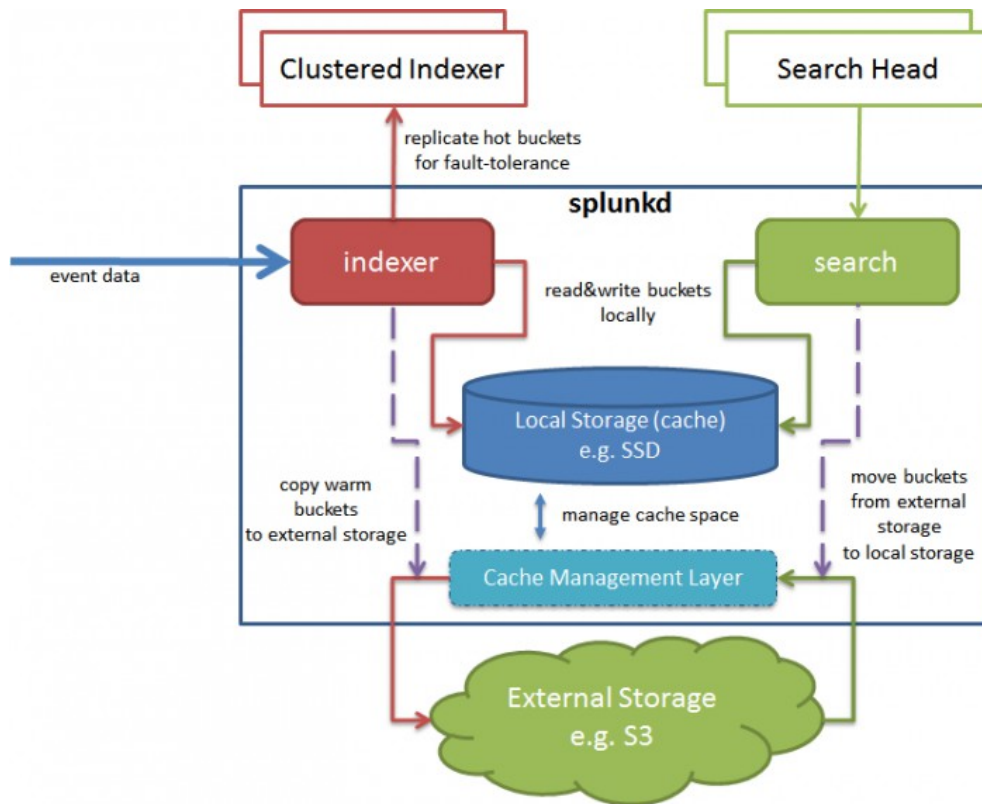 Clustered Indexer
Search Head
replicate hot buckets
for fault-tolerance
splunkd
indexer
search
event data
read&write buckets
locally
Local Storage (cache)
e.g. SSD
copy warm
buckets
to external storage
manage cache space
move buckets
from external
storage
to local storage
Cache Management Layer
External Storage
e.g. S3